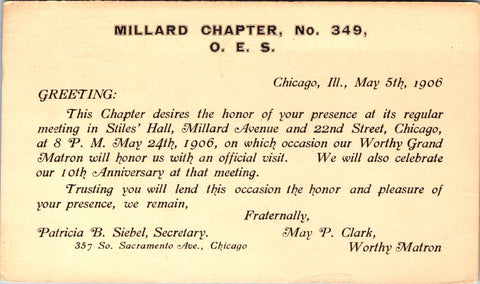 MILLARD CHAPTER, No. 349,
O. E. S.
Chicago, Ill., May 5th, 1906
GREETING:
This Chapter desires the honor of your presence at its regular
meeting in Stiles' Hall, Millard Avenue and 22nd Street, Chicago,
at 8 P. M. May 24th, 1906, on which occasion our Worthy Grand
Matron will honor us with an official visit. We will also celebrate
our 10th Anniversary at that meeting.
Trusting you will lend this occasion the honor and pleasure of
your presence, we remain,
Fraternally,
Patricia B. Siebel, Secretary. May P. Clark,
357 So. Sacramento Ave., Chicago Worthy Matron